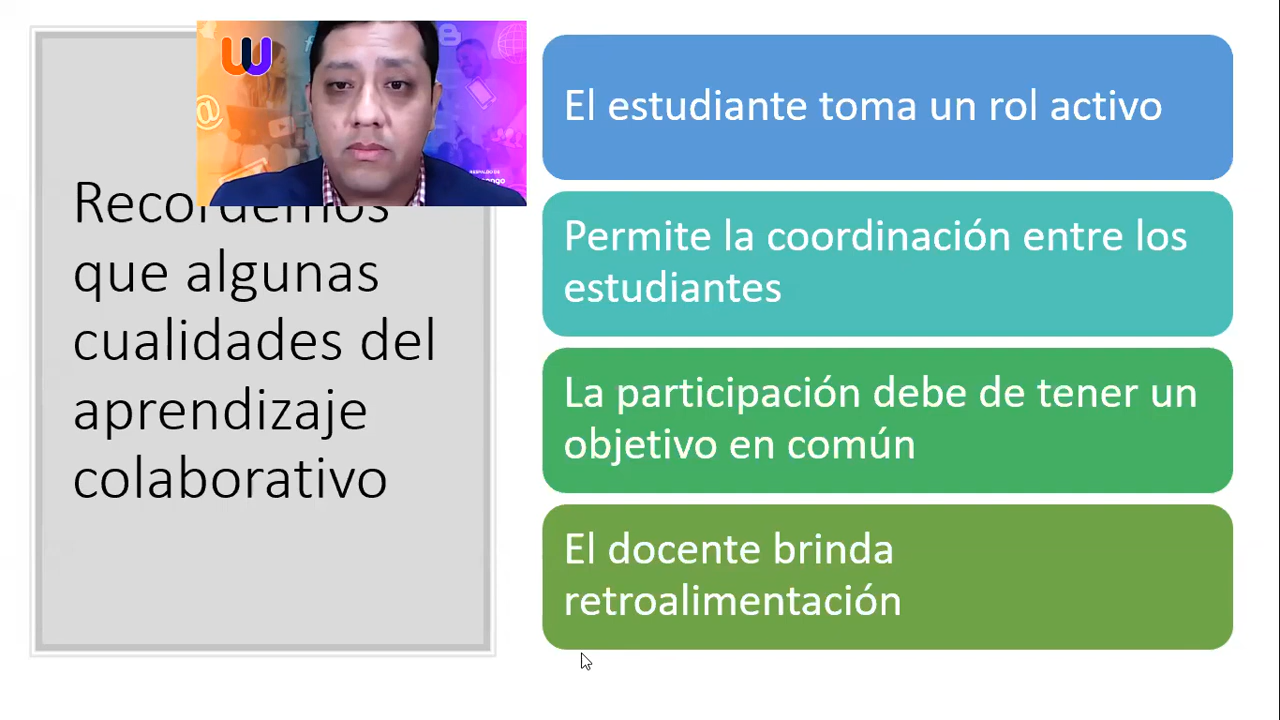 Recordemos
que algunas
cualidades del
aprendizaje
colaborativo
El estudiante toma un rol activo
Permite la coordinación entre los
estudiantes
La participación debe de tener un
objetivo en común
El docente brinda
retroalimentación